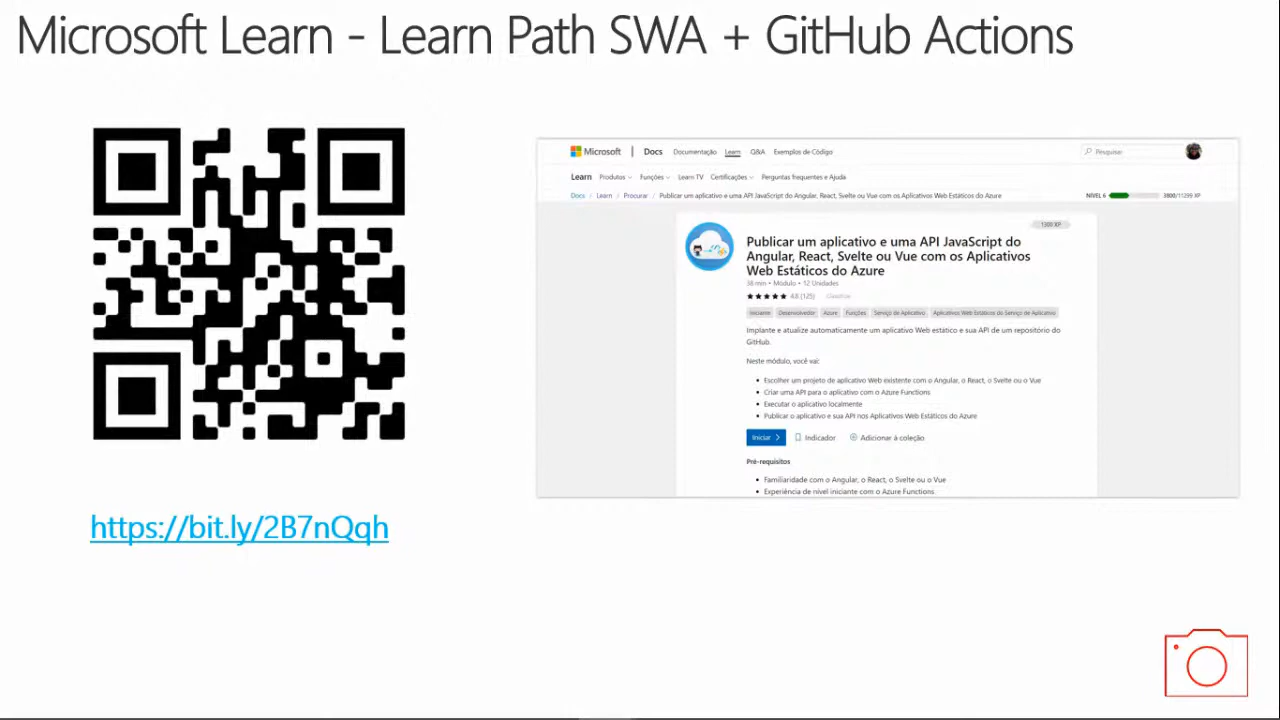 Microsoft Learn - Learn Path SWA + GitHub Actions
Microsoft | Docs Documentação Learn Q&A Exemplos de Código Pesquisar
Learn Produtos Funções Learn TV Certificações Perguntas frequentes e Ajuda
Docs / Learn / Procurar / Publicar um aplicativo e uma API JavaScript do Angular, React, Svelte ou Vue com os Aplicativos Web Estáticos do Azure NÍVEL 6 3800/11299 XP
1300 XP
Publicar um aplicativo e uma API JavaScript do
Angular, React, Svelte ou Vue com os Aplicativos
Web Estáticos do Azure
38 min • Módulo • 12 Unidades
4.8 (125) Classificar
Iniciante Desenvolvedor Azure Funções Serviço de Aplicativo Aplicativos Web Estáticos do Serviço de Aplicativo
Implante e atualize automaticamente um aplicativo Web estático e sua API de um repositório do
GitHub.
Neste módulo, você vai:
• Escolher um projeto de aplicativo Web existente com o Angular, o React, o Svelte ou o Vue
• Criar uma API para o aplicativo com o Azure Functions
• Executar o aplicativo localmente
• Publicar o aplicativo e sua API nos Aplicativos Web Estáticos do Azure
Iniciar > Indicador Adicionar à coleção
Pré-requisitos
• Familiaridade com o Angular, o React, o Svelte ou o Vue
• Experiência de nível iniciante com o Azure Functions
https://bit.ly/2B7nQqh